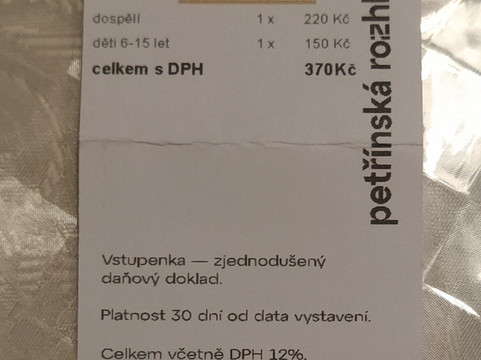 dospělí 1 x 220 Kč
děti 6-15 let 1 x 150 Kč
celkem s DPH 370Kč
petřínská
Vstupenka — zjednodušený
daňový doklad.
Platnost 30 dní od data vystavení.
Celkem včetně DPH 12%.